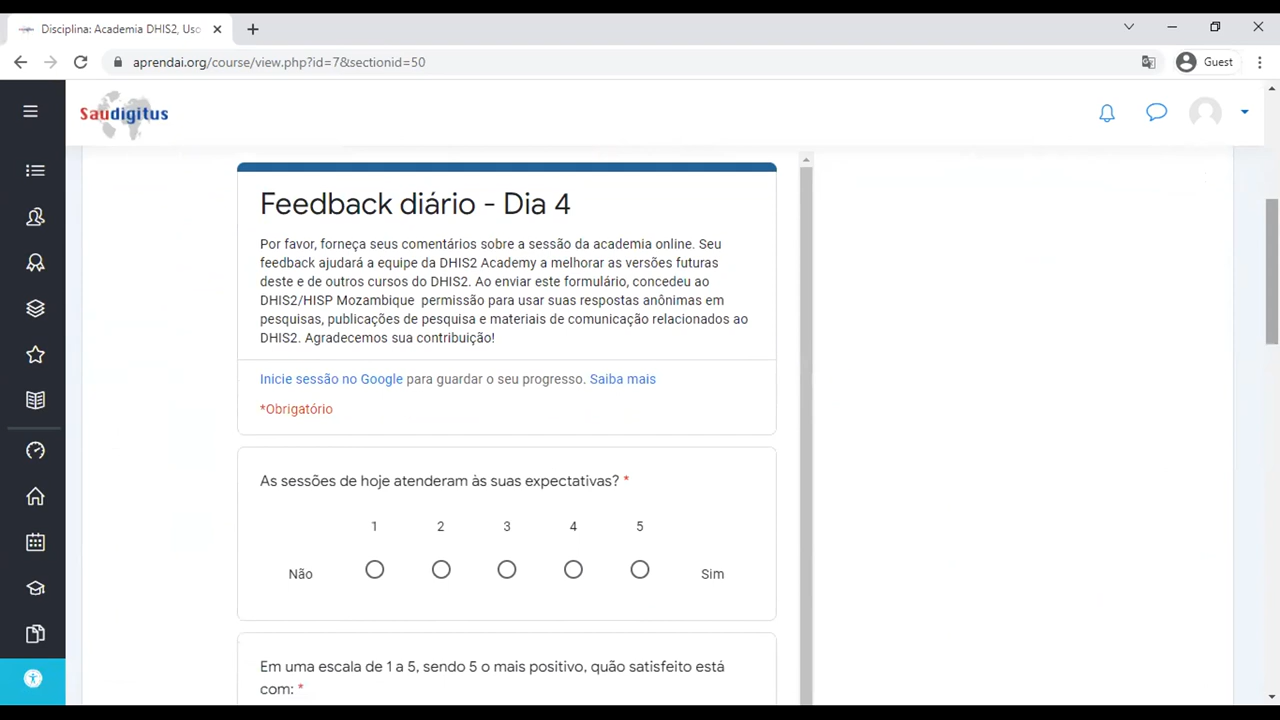 Disciplina: Academia DHIS2, Uso
aprendai.org/course/view.php?id=7&sectionid=50
Guest
Saudigitus
Feedback diário - Dia 4
Por favor, forneça seus comentários sobre a sessão da academia online. Seu
feedback ajudará a equipe da DHIS2 Academy a melhorar as versões futuras
deste e de outros cursos do DHIS2. Ao enviar este formulário, concedeu ao
DHIS2/HISP Mozambique permissão para usar suas respostas anônimas em
pesquisas, publicações de pesquisa e materiais de comunicação relacionados ao
DHIS2. Agradecemos sua contribuição!
Inicie sessão no Google para guardar o seu progresso. Saiba mais
*Obrigatório
As sessões de hoje atenderam às suas expectativas? *
1 2 3 4 5
Não Sim
Em uma escala de 1 a 5, sendo 5 o mais positivo, quão satisfeito está
com: *